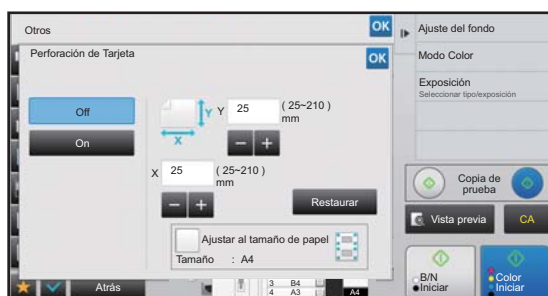 Otros
OK
Perforación de Tarjeta
OK
Off
On
Y
Y
25
(25~210)
mm
X
X
25
(25~210)
mm
Restaurar
Ajustar al tamaño de papel
Tamaño : A4
Atrás
3 B4
4 A3
A4
Ajuste del fondo
Modo Color
Exposición
Seleccionar tipo/exposición
Copia de
prueba
Vista previa
CA
B/N
Iniciar
Color
Iniciar